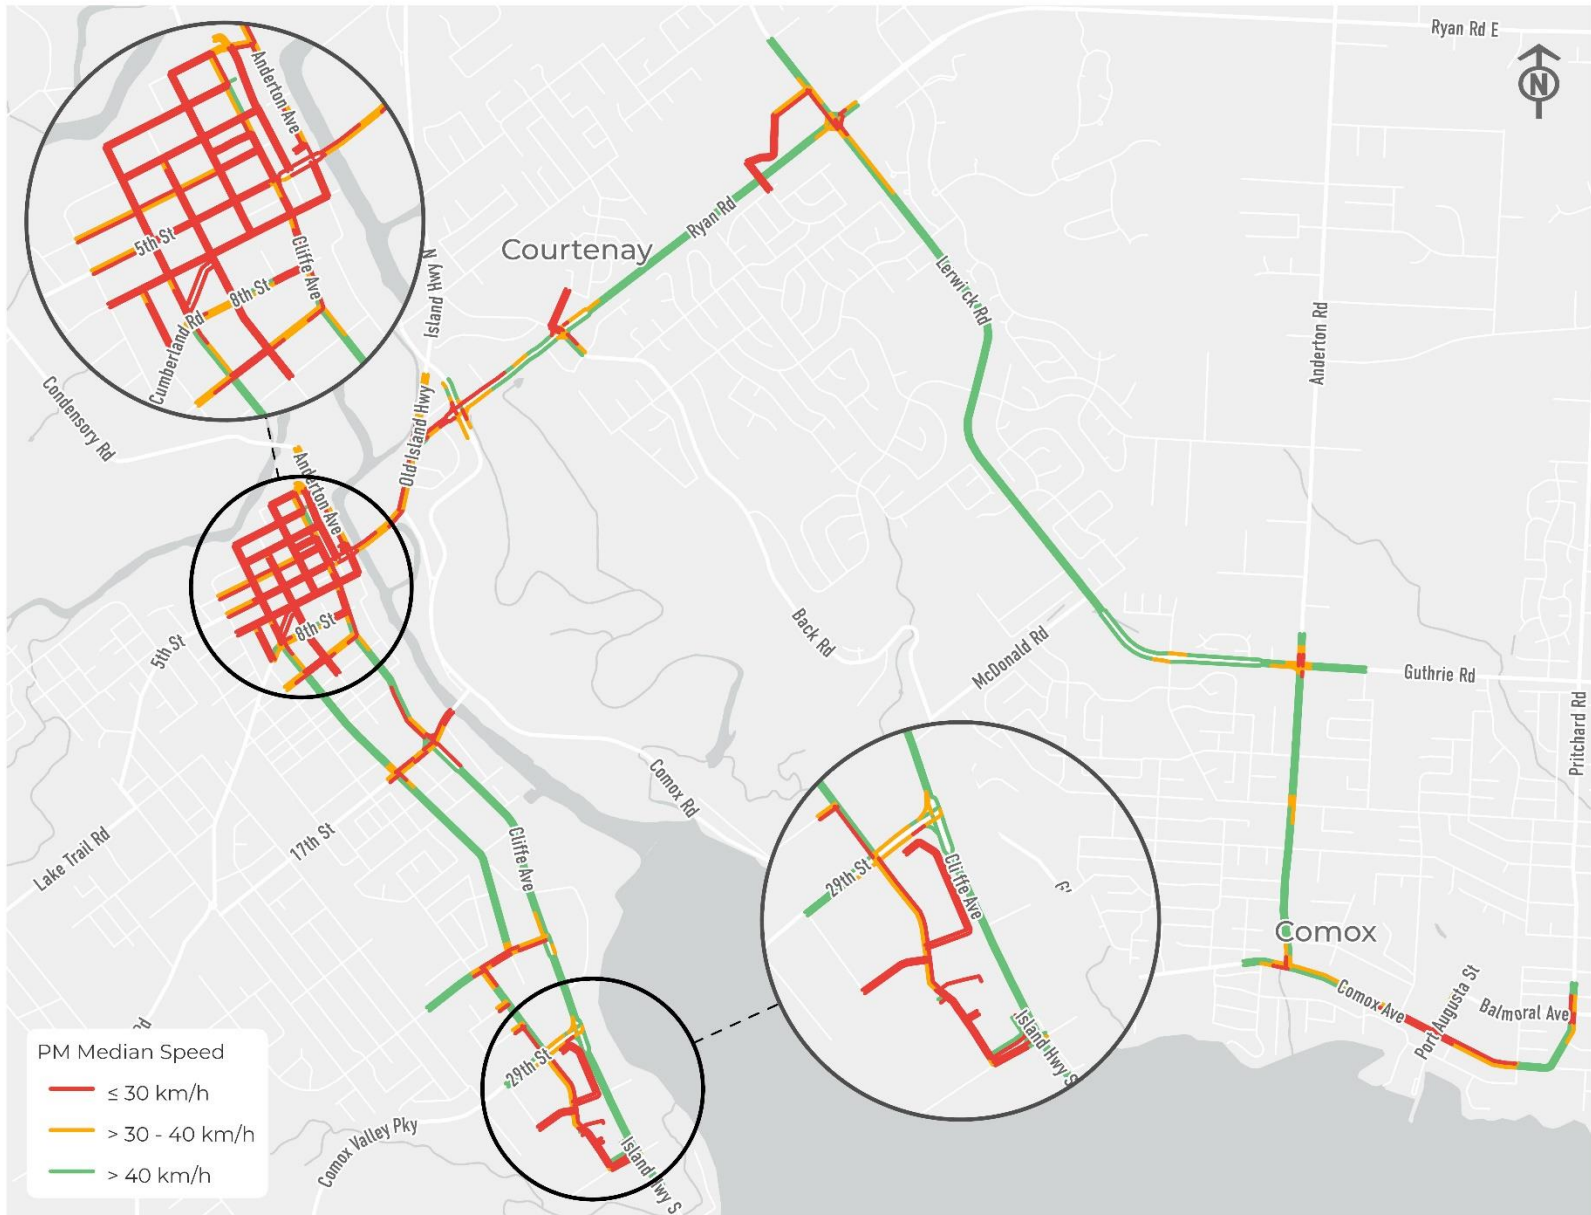 Ryan Rd E
N
Anderton Ave
5th St
Cliffe Ave
8th St
Cumberland Rd
Island Hwy N
Courtenay
Ryan Rd
Lerwick Rd
Anderton Rd
Condensory Rd
Old Island Hwy
Anderton Ave
5th St
8th St
Back Rd
McDonald Rd
Guthrie Rd
Pritchard Rd
Comox Rd
Lake Trail Rd
17th St
Cliffe Ave
29th St
Cliffe Ave
Island Hwy S
Comox
Comox Ave
Port Augusta St
Balmoral Ave
Rd
29th St
Comox Valley Pky
Island Hwy S
PM Median Speed
≤ 30 km/h
> 30 - 40 km/h
> 40 km/h